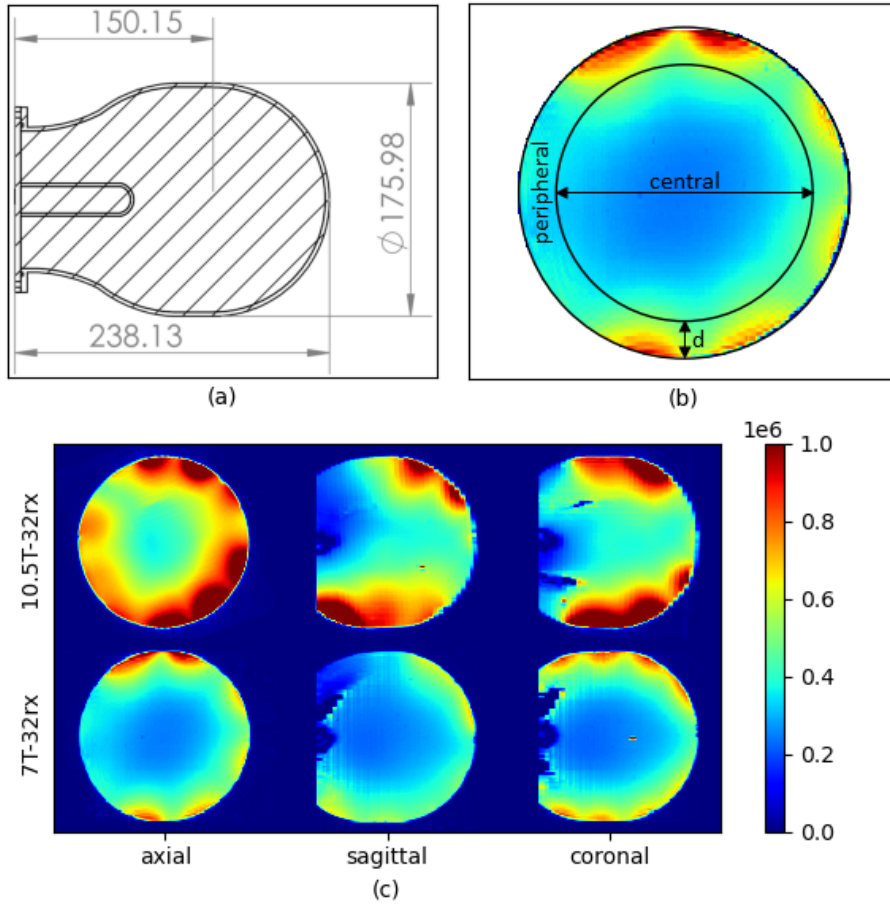 150.15
⌀175.98
238.13
(a)
peripheral
central
d
(b)
1e6
10.5T-32rx
7T-32rx
1.0
0.8
0.6
0.4
0.2
0.0
axial
sagittal
coronal
(c)